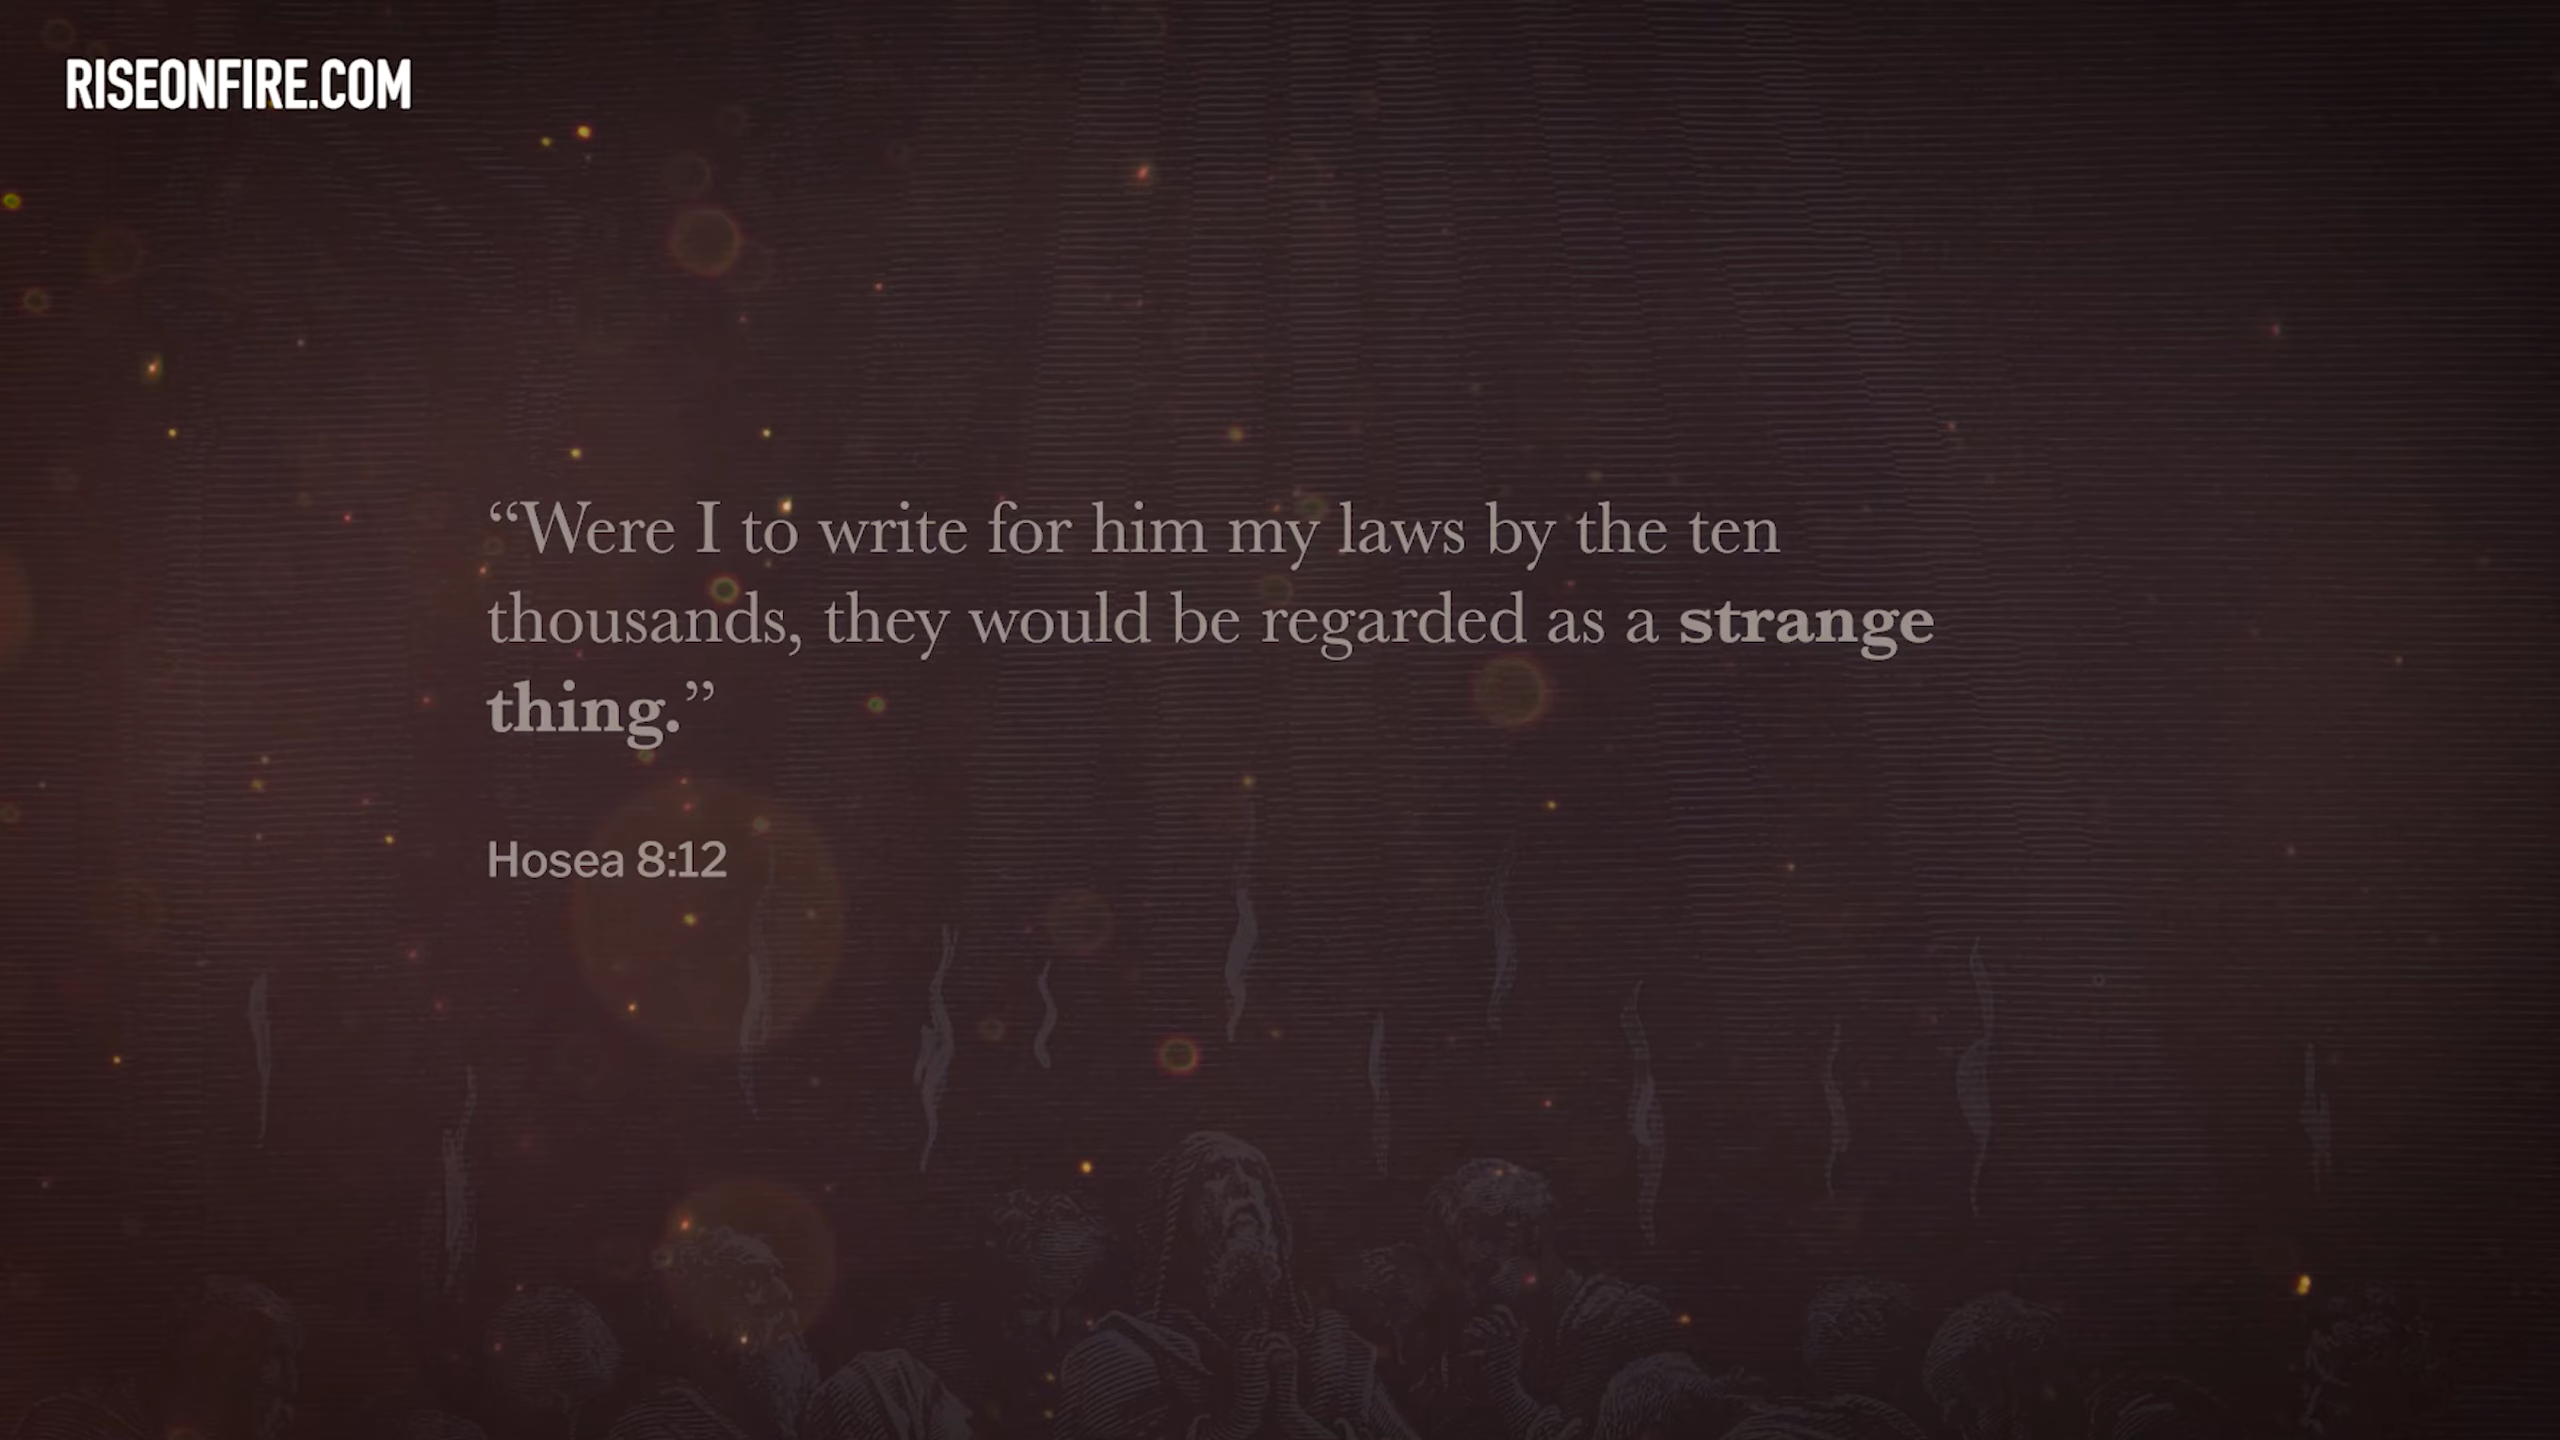 RISEONFIRE.COM
“Were I to write for him my laws by the ten
thousands, they would be regarded as a strange
thing.”
Hosea 8:12